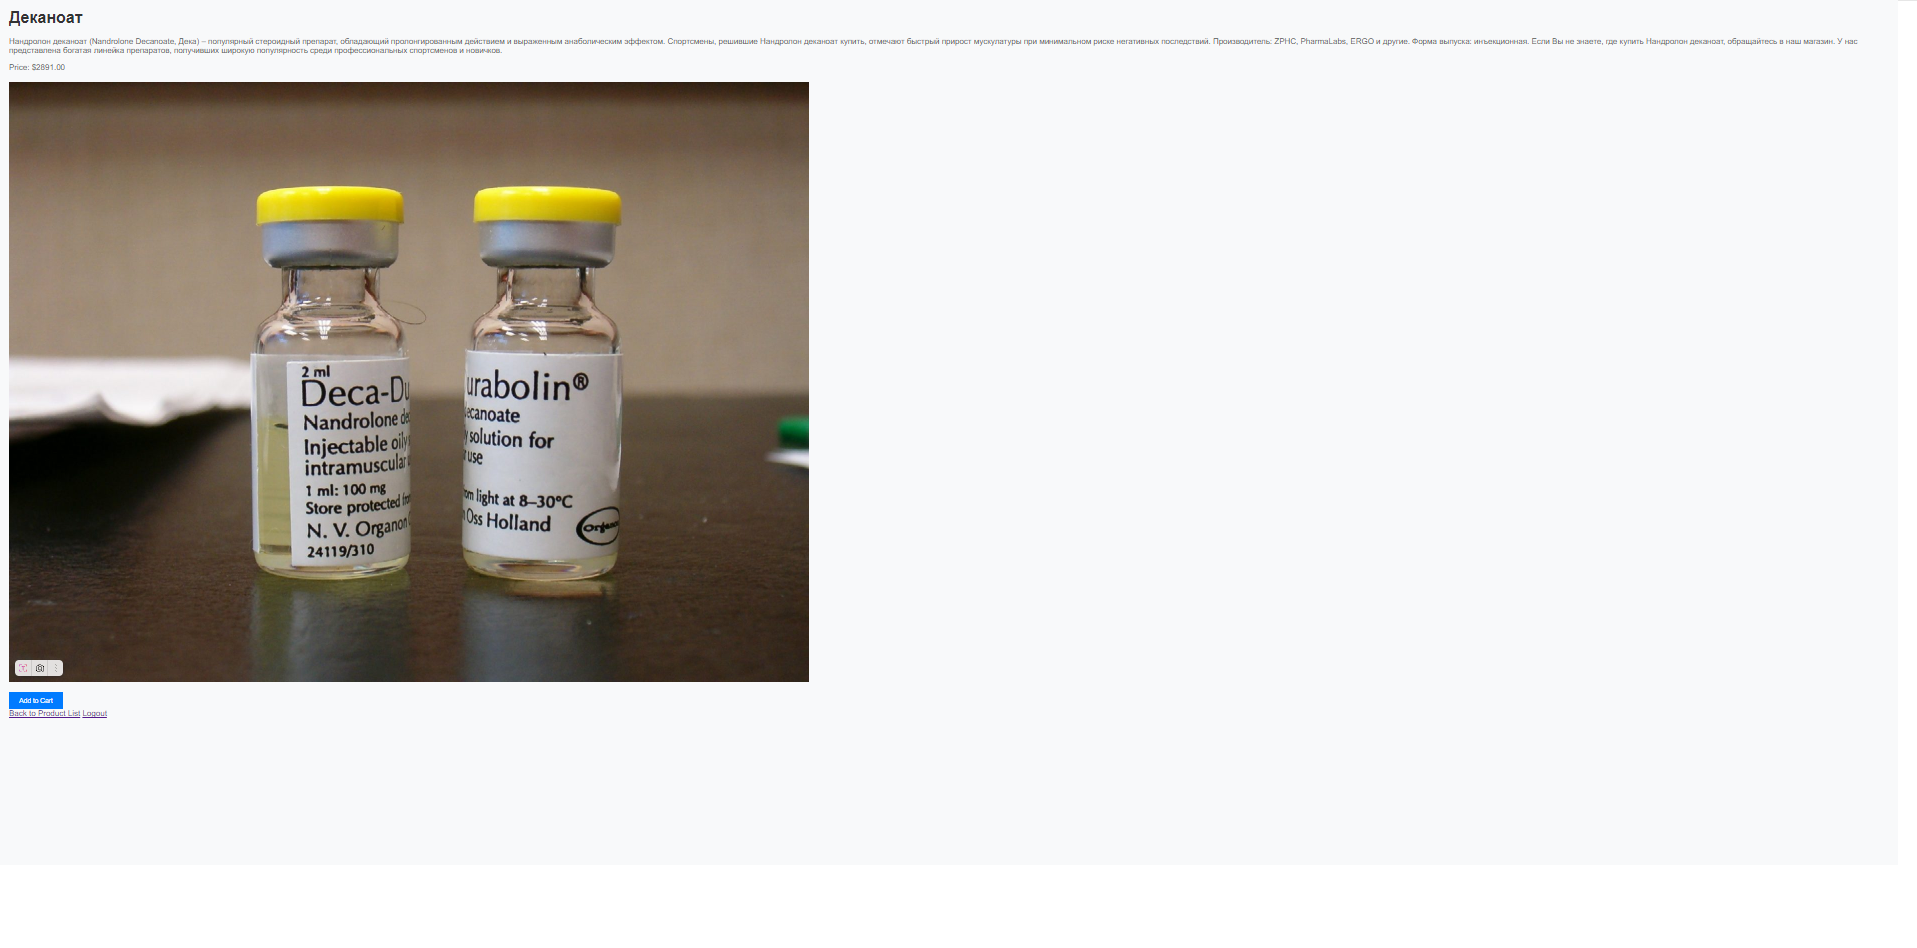 Деканоат
Нандролон деканоат (Nandrolone Decanoate, Дека) – популярный стероидный препарат, обладающий пролонгированным действием и выраженным анаболическим эффектом. Спортсмены, решившие Нандролон деканоат купить, отмечают быстрый прирост мускулатуры при минимальном риске негативных последствий. Производитель: ZPHC, PharmaLabs, ERGO и другие. Форма выпуска: инъекционная. Если Вы не знаете, где купить Нандролон деканоат, обращайтесь в наш магазин. У нас
представлена богатая линейка препаратов, получивших широкую популярность среди профессиональных спортсменов и новичков.
Price: $2891.00
2 ml
Deca-Du
Nandrolone dec
Injectable oily
intramuscular
1 ml: 100 mg
Store protected fro
N. V. Organon
24119/310
urabolin®
ecanoate
y solution for
r use
om light at 8–30°C
Oss Holland
Organon
Add to Cart
Back to Product List Logout